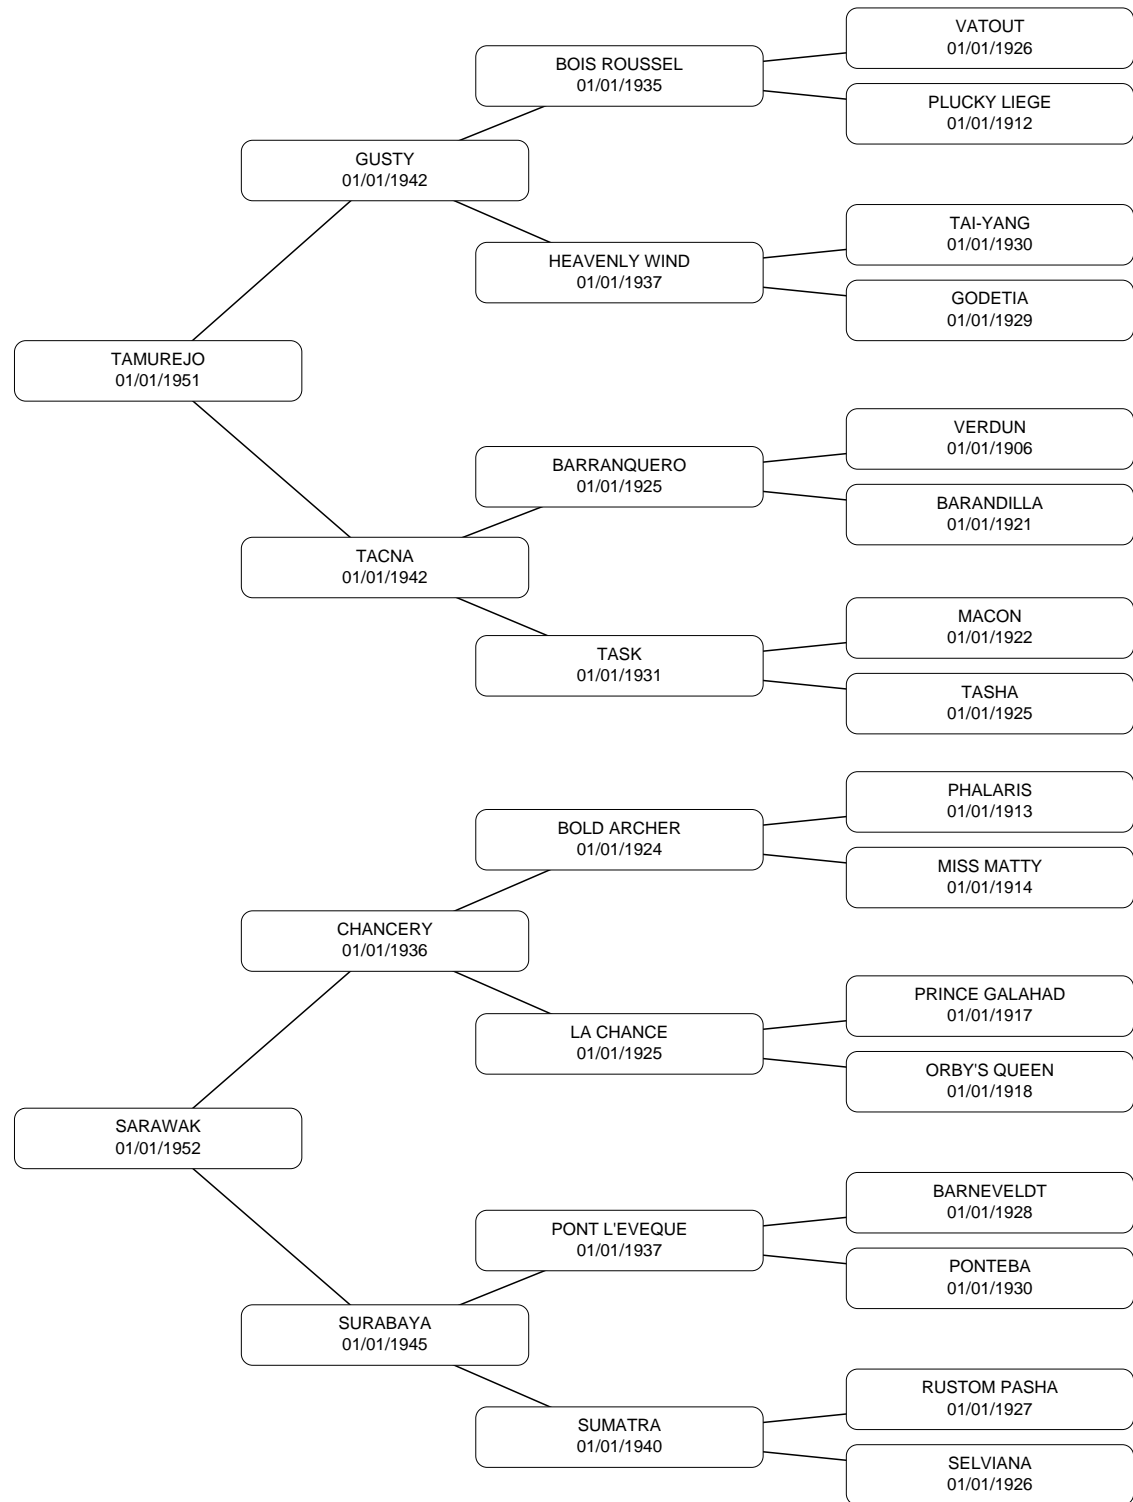 VATOUT
01/01/1926
BOIS ROUSSEL
01/01/1935
PLUCKY LIEGE
01/01/1912
GUSTY
01/01/1942
TAI-YANG
01/01/1930
HEAVENLY WIND
01/01/1937
GODETIA
01/01/1929
TAMUREJO
01/01/1951
VERDUN
01/01/1906
BARRANQUERO
01/01/1925
BARANDILLA
01/01/1921
TACNA
01/01/1942
MACON
01/01/1922
TASK
01/01/1931
TASHA
01/01/1925
PHALARIS
01/01/1913
BOLD ARCHER
01/01/1924
MISS MATTY
01/01/1914
CHANCERY
01/01/1936
PRINCE GALAHAD
01/01/1917
LA CHANCE
01/01/1925
ORBY'S QUEEN
01/01/1918
SARAWAK
01/01/1952
BARNEVELDT
01/01/1928
PONT L'EVEQUE
01/01/1937
PONTEBA
01/01/1930
SURABAYA
01/01/1945
RUSTOM PASHA
01/01/1927
SUMATRA
01/01/1940
SELVIANA
01/01/1926